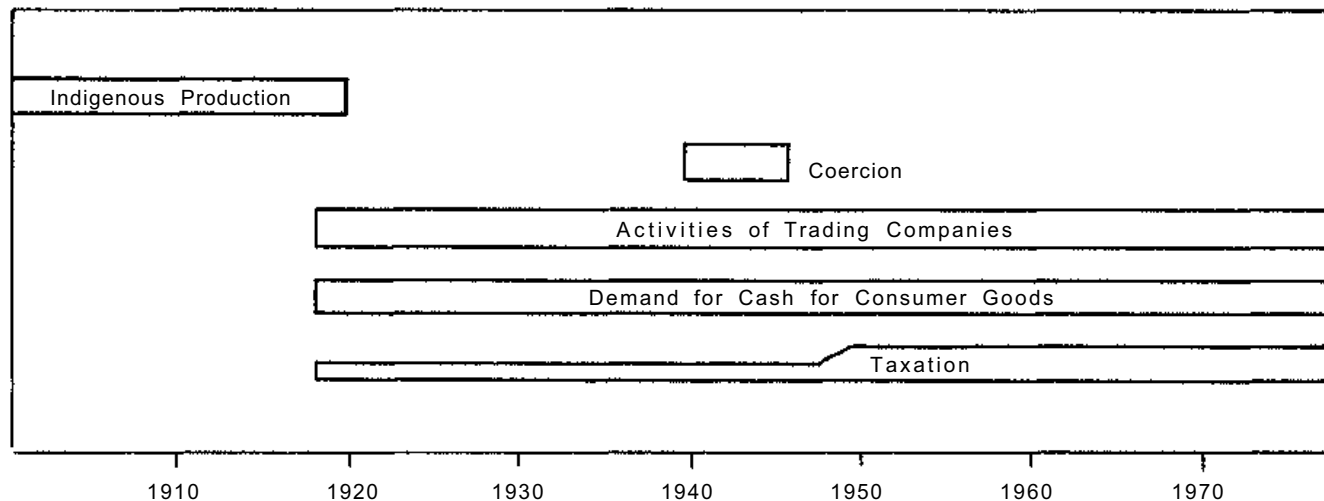 Indigenous Production
Coercion
Activities of Trading Companies
Demand for Cash for Consumer Goods
Taxation
1910 1920 1930 1940 1950 1960 1970